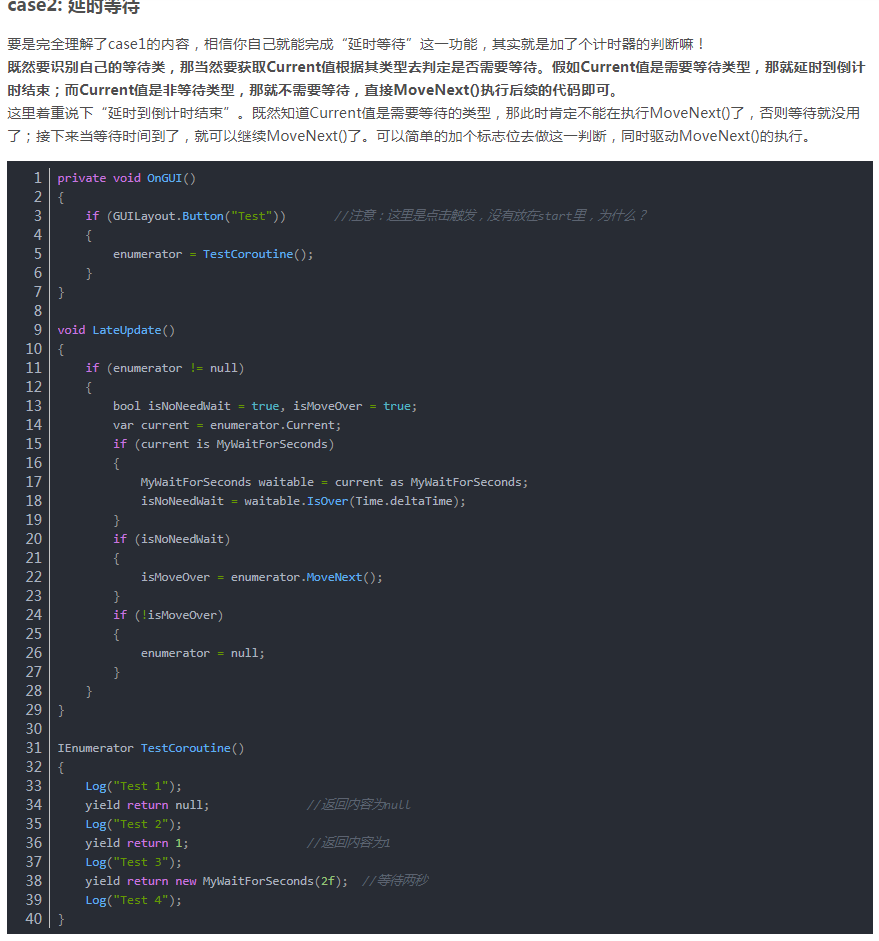 case2: 延时等待
要是完全理解了case1的内容，相信你自己就能完成“延时等待”这一功能，其实就是加了个计时器的判断嘛！
既然要识别自己的等待类，那当然要获取Current值根据其类型去判定是否需要等待。假如Current值是需要等待类型，那就延时到倒计
时结束；而Current值是非等待类型，那就不需要等待，直接MoveNext()执行后续的代码即可。
这里着重说下“延时到倒计时结束”。既然知道Current值是需要等待的类型，那此时肯定不能在执行MoveNext()了，否则等待就没用
了；接下来当等待时间到了，就可以继续MoveNext()了。可以简单的加个标志位去做这一判断，同时驱动MoveNext()的执行。
1 private void OnGUI()
2 {
3     if (GUILayout.Button("Test"))       //注意：这里是点击触发，没有放在start里，为什么？
4     {
5         enumerator = TestCoroutine();
6     }
7 }
8
9 void LateUpdate()
10 {
11     if (enumerator != null)
12     {
13         bool isNoNeedWait = true, isMoveOver = true;
14         var current = enumerator.Current;
15         if (current is MyWaitForSeconds)
16         {
17             MyWaitForSeconds waitable = current as MyWaitForSeconds;
18             isNoNeedWait = waitable.IsOver(Time.deltaTime);
19         }
20         if (isNoNeedWait)
21         {
22             isMoveOver = enumerator.MoveNext();
23         }
24         if (!isMoveOver)
25         {
26             enumerator = null;
27         }
28     }
29 }
30
31 IEnumerator TestCoroutine()
32 {
33     Log("Test 1");
34     yield return null;              //返回内容为null
35     Log("Test 2");
36     yield return 1;                 //返回内容为1
37     Log("Test 3");
38     yield return new MyWaitForSeconds(2f);  //等待两秒
39     Log("Test 4");
40 }